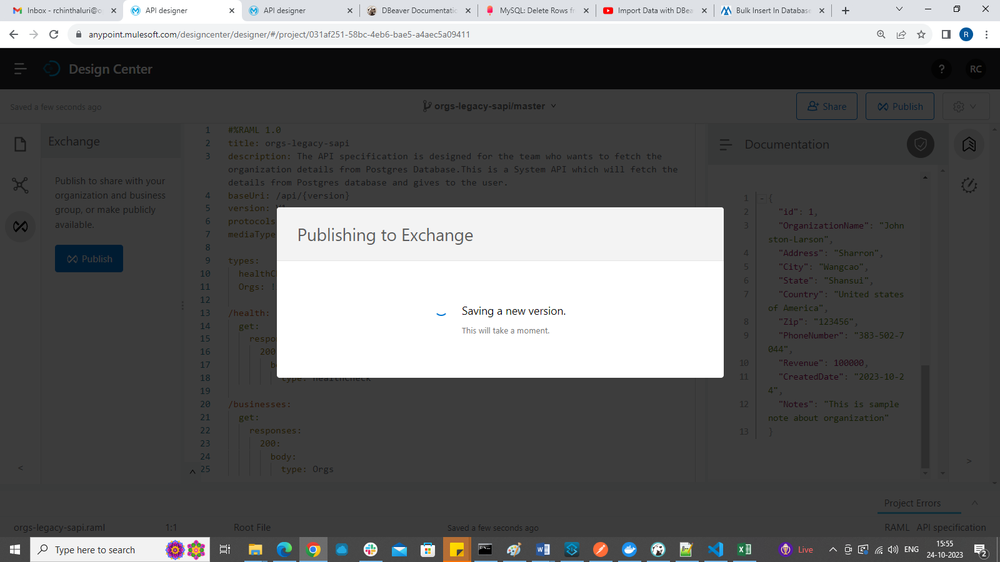 Inbox - rchinthaluri@o
API designer
API designer
DBeaver Documentatio
MySQL: Delete Rows fr
Import Data with DBea
Bulk Insert In Database
anypoint.mulesoft.com/designcenter/designer/#/project/031af251-58bc-4eb6-bae5-a4aec5a09411
R
Design Center
?
RC
Saved a few seconds ago
orgs-legacy-sapi/master
Share
Publish
Exchange
Publish to share with your
organization and business
group, or make publicly
available.
Publish
1 #%RAML 1.0
2 title: orgs-legacy-sapi
3 description: The API specification is designed for the team who wants to fetch the
organization details from Postgres Database.This is a System API which will fetch the
details from Postgres database and gives to the user.
4 baseUri: /api/{version}
5 version:
6 protocols
7 mediaType
8
9 types:
10 healthC
11 Orgs: !
12
13 /health:
14 get:
15 respo
16 200
17 b
18 type: healthCheck
19
20 /businesses:
21 get:
22 responses:
23 200:
24 body:
25 type: Orgs
Publishing to Exchange
Saving a new version.
This will take a moment.
Documentation
1 - {
2 "id": 1,
3 "OrganizationName": "John
ston-Larson",
4 "Address": "Sharron",
5 "City": "Wangcao",
6 "State": "Shansui",
7 "Country": "United states
of America",
8 "Zip": "123456",
9 "PhoneNumber": "383-502-7
044",
10 "Revenue": 100000,
11 "CreatedDate": "2023-10-2
4",
12 "Notes": "This is sample
note about organization"
13 }
Project Errors
orgs-legacy-sapi.raml
1:1
Root File
Saved a few seconds ago
RAML API specification
Type here to search
Live
ENG
15:55
24-10-2023
2